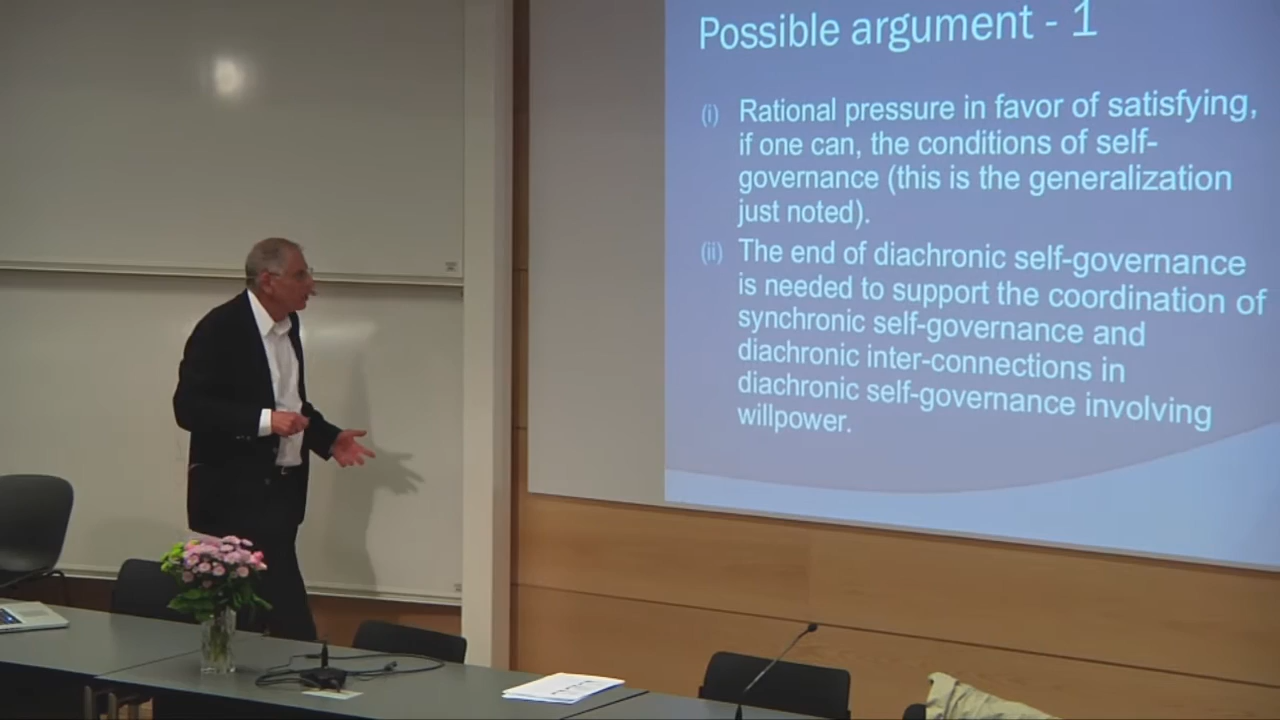 Possible argument - 1
(i) Rational pressure in favor of satisfying,
if one can, the conditions of self-
governance (this is the generalization
just noted).
(ii) The end of diachronic self-governance
is needed to support the coordination of
synchronic self-governance and
diachronic inter-connections in
diachronic self-governance involving
willpower.